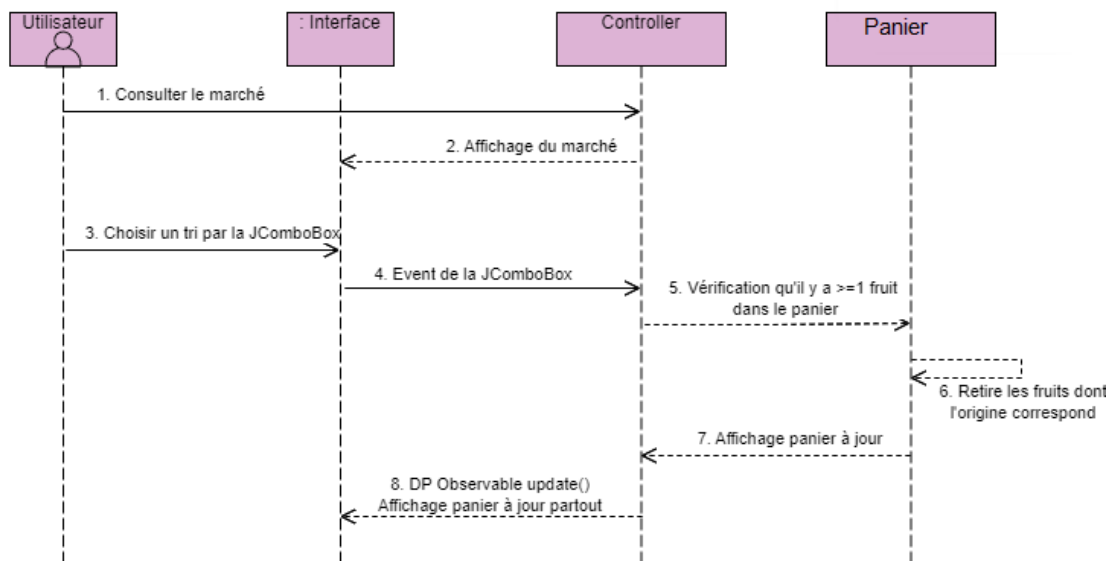 Utilisateur
: Interface
Controller
Panier
1. Consulter le marché
2. Affichage du marché
3. Choisir un tri par la JComboBox
4. Event de la JComboBox
5. Vérification qu'il y a >=1 fruit
dans le panier
6. Retire les fruits dont
l'origine correspond
7. Affichage panier à jour
8. DP Observable update()
Affichage panier à jour partout